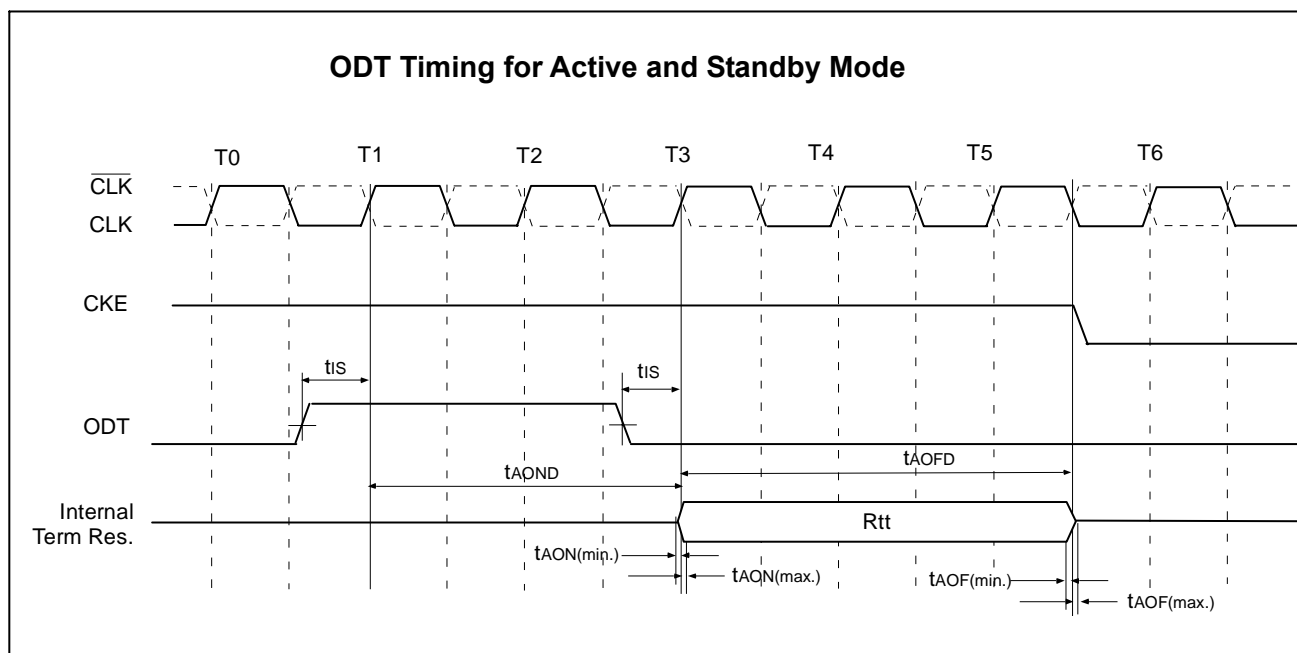 ODT Timing for Active and Standby Mode
T0 T1 T2 T3 T4 T5 T6
CLK
CLK
CKE
tIS tIS
ODT
tAOFD
tAOND
Internal
Term Res.
Rtt
tAON(min.) tAOF(min.)
tAON(max.)
tAOF(max.)